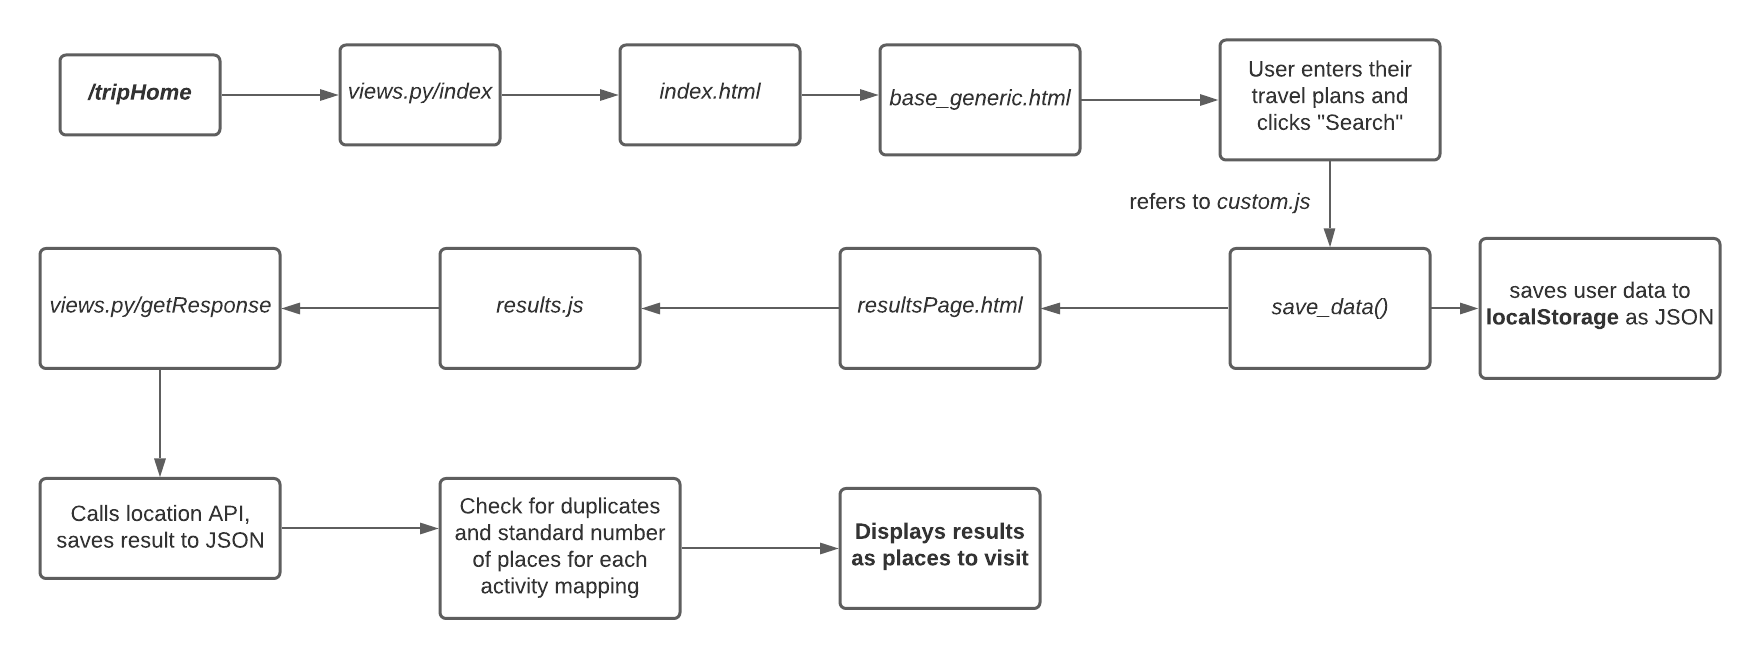 /tripHome
views.py/index
index.html
base_generic.html
User enters their
travel plans and
clicks "Search"
refers to custom.js
views.py/getResponse
results.js
resultsPage.html
save_data()
saves user data to
localStorage as JSON
Calls location API,
saves result to JSON
Check for duplicates
and standard number
of places for each
activity mapping
Displays results
as places to visit